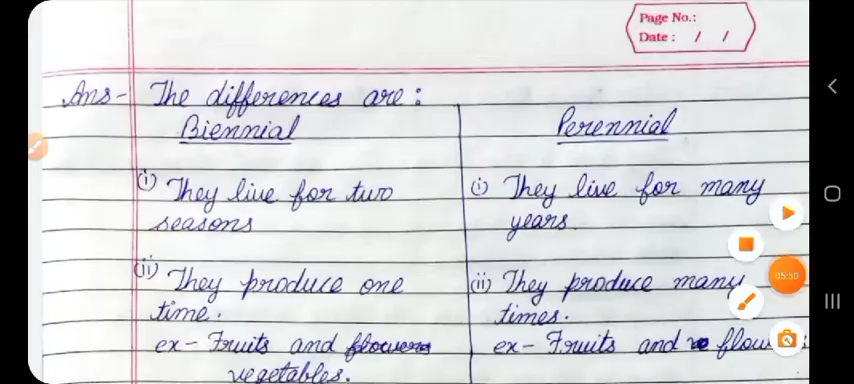 Page No.:
Date : / /
Ans - The differences are :
Biennial Perennial
(i) They live for two (i) They live for many
seasons years.
(ii) They produce one (ii) They produce many
time. times.
ex - Fruits and flowers ex - Fruits and flow
vegetables.
05:50